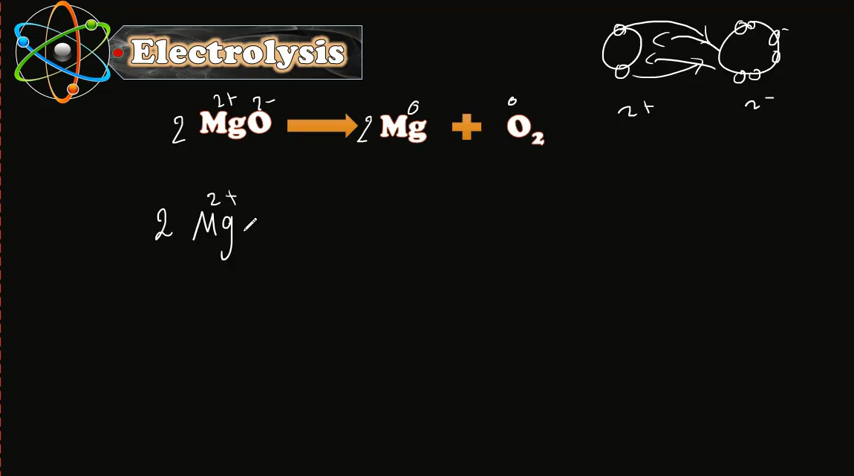 Electrolysis
2+ 2- 0 0
2 MgO 2 Mg + O2
2+ 2-
2+
2 Mg